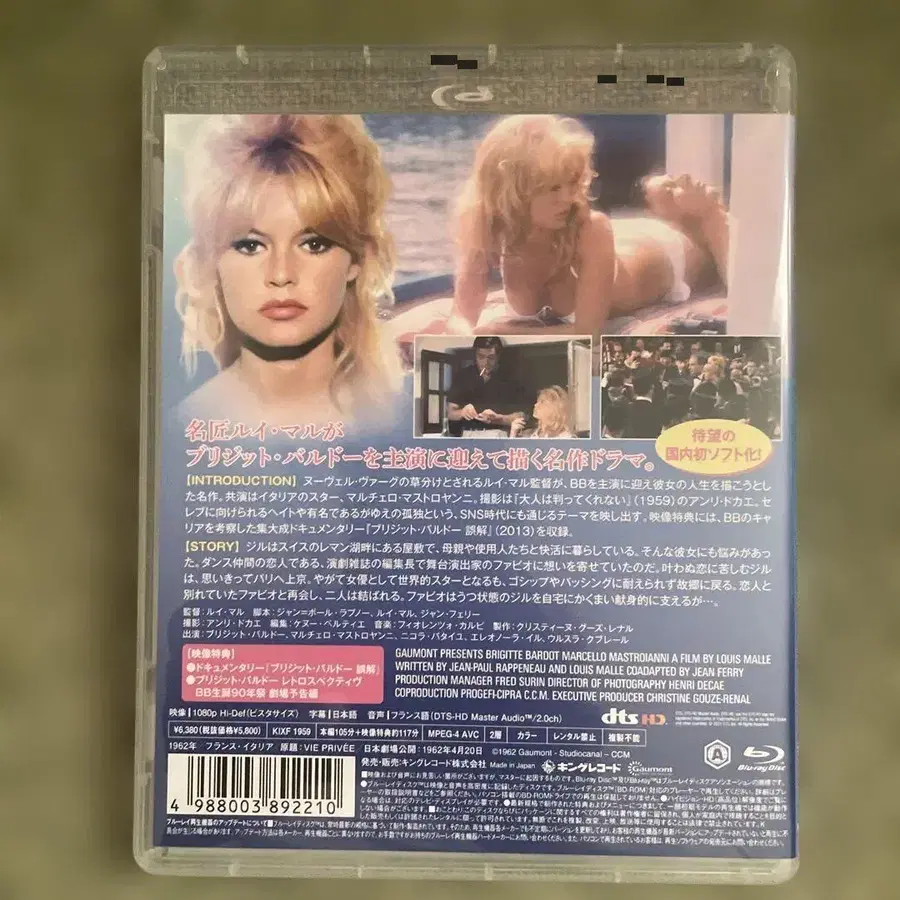 名匠ルイ・マルが
ブリジット・バルドーを主演に迎えて描く名作ドラマ。
待望の
国内初ソフト化!
【INTRODUCTION】ヌーヴェル・ヴァーグの草分けとされるルイ・マル監督が、BBを主演に迎え彼女の人生を描こうとし
た名作。共演はイタリアのスター、マルチェロ・マストロヤンニ。撮影は『大人は判ってくれない』(1959)のアンリ・ドカエ。セ
レブに向けられるヘイトや有名であるがゆえの孤独という、SNS時代にも通じるテーマを映し出す。映像特典には、BBのキャ
リアを考察した集大成ドキュメンタリー『ブリジット・バルドー 誤解』(2013)を収録。
【STORY】ジルはスイスのレマン湖畔にある屋敷で、母親や使用人たちと快活に暮らしている。そんな彼女にも悩みがあっ
た。ダンス仲間の恋人である、演劇雑誌の編集長で舞台演出家のファビオに想いを寄せていたのだ。叶わぬ恋に苦しむジル
は、思いきってパリへ上京。やがて女優として世界的スターとなるも、ゴシップやバッシングに耐えられず故郷に戻る。恋人と
別れていたファビオと再会し、二人は結ばれる。ファビオはうつ状態のジルを自宅にかくまい献身的に支えるが…。
監督:ルイ・マル 脚本:ジャン=ポール・ラプノー、ルイ・マル、ジャン・フェリー
撮影:アンリ・ドカエ 編集:ケヌー・ペルティエ 音楽:フィオレンツォ・カルピ 製作:クリスティーヌ・グーズ・レナル
出演:ブリジット・バルドー、マルチェロ・マストロヤンニ、ニコラ・バタイユ、エレオノーラ・イル、ウルスラ・クブレール
【映像特典】
●ドキュメンタリー『ブリジット・バルドー 誤解』
●ブリジット・バルドー レトロスペクティヴ
BB生誕90年祭 劇場予告編
GAUMONT PRESENTS BRIGITTE BARDOT MARCELLO MASTROIANNI A FILM BY LOUIS MALLE
WRITTEN BY JEAN-PAUL RAPPENEAU AND LOUIS MALLE COADAPTED BY JEAN FERRY
PRODUCTION MANAGER FRED SURIN DIRECTOR OF PHOTOGRAPHY HENRI DECAE
COPRODUCTION PROGEFI-CIPRA C.C.M. EXECUTIVE PRODUCER CHRISTINE GOUZE-RENAL
映像|1080p Hi-Def(ビスタサイズ) 字幕|日本語 音声|フランス語(DTS-HD Master Audio™/2.0ch)
dts HD
¥6,380(税抜価格¥5,800) KIXF 1959 本編105分+映像特典約117分 MPEG-4 AVC 2層 カラー レンタル禁止 複製不能
1962年 フランス・イタリア 原題:VIE PRIVÉE 日本劇場公開:1962年4月20日 ©1962 Gaumont - Studiocanal - CCM
発売・販売:キングレコード株式会社 Made in Japan
キングレコード
Gaumont
A
Blu-ray Disc
4 988003 892210